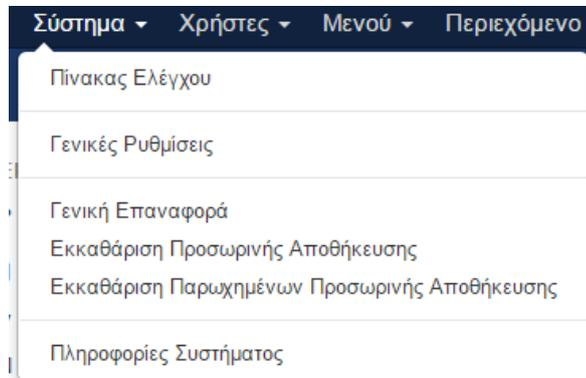 Σύστημα Χρήστες Μενού Περιεχόμενο
Πίνακας Ελέγχου
Γενικές Ρυθμίσεις
Γενική Επαναφορά
Εκκαθάριση Προσωρινής Αποθήκευσης
Εκκαθάριση Παρωχημένων Προσωρινής Αποθήκευσης
Πληροφορίες Συστήματος